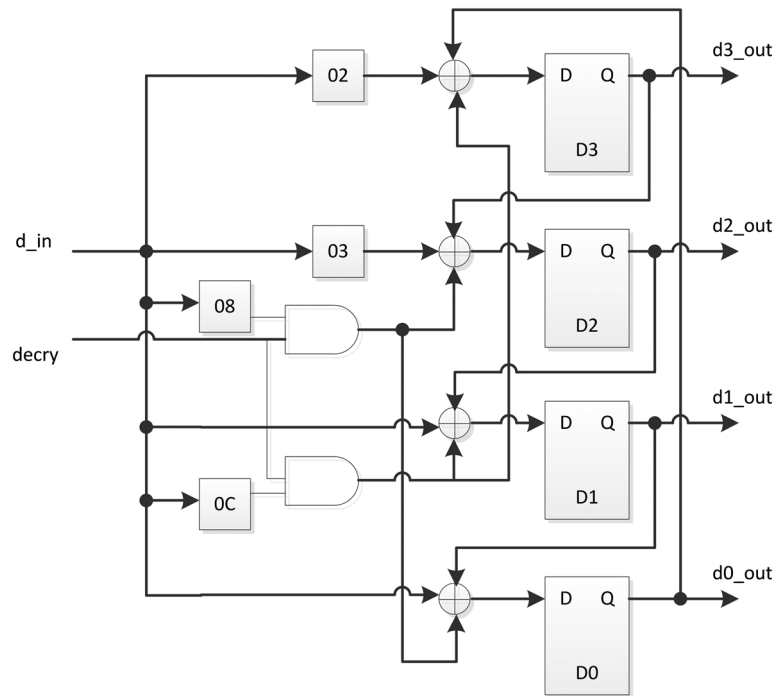 d3_out
02
D Q
D3
d_in
03
d2_out
D Q
08
D2
decry
d1_out
D Q
0C
D1
d0_out
D Q
D0